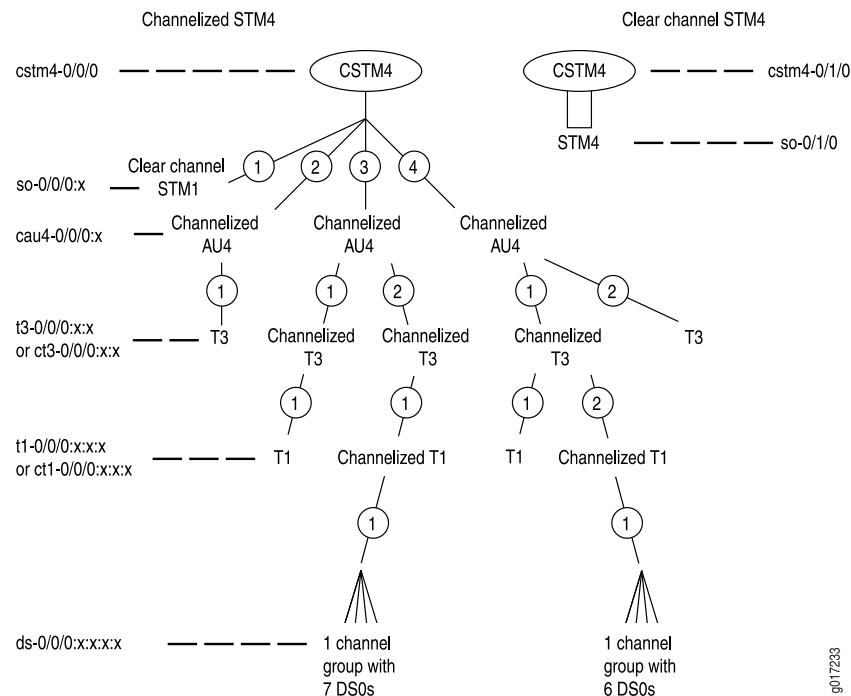 Channelized STM4
Clear channel STM4
cstm4-0/0/0
CSTM4
CSTM4
cstm4-0/1/0
STM4
so-0/1/0
so-0/0/0:x
Clear channel
STM1
1
2
3
4
cau4-0/0/0:x
Channelized
AU4
Channelized
AU4
Channelized
AU4
1
1
2
1
2
t3-0/0/0:x:x
or ct3-0/0/0:x:x
T3
Channelized
T3
Channelized
T3
Channelized
T3
T3
1
1
1
2
t1-0/0/0:x:x:x
or ct1-0/0/0:x:x:x
T1
Channelized T1
T1
Channelized T1
1
1
ds-0/0/0:x:x:x:x
1 channel
group with
7 DS0s
1 channel
group with
6 DS0s
g017233